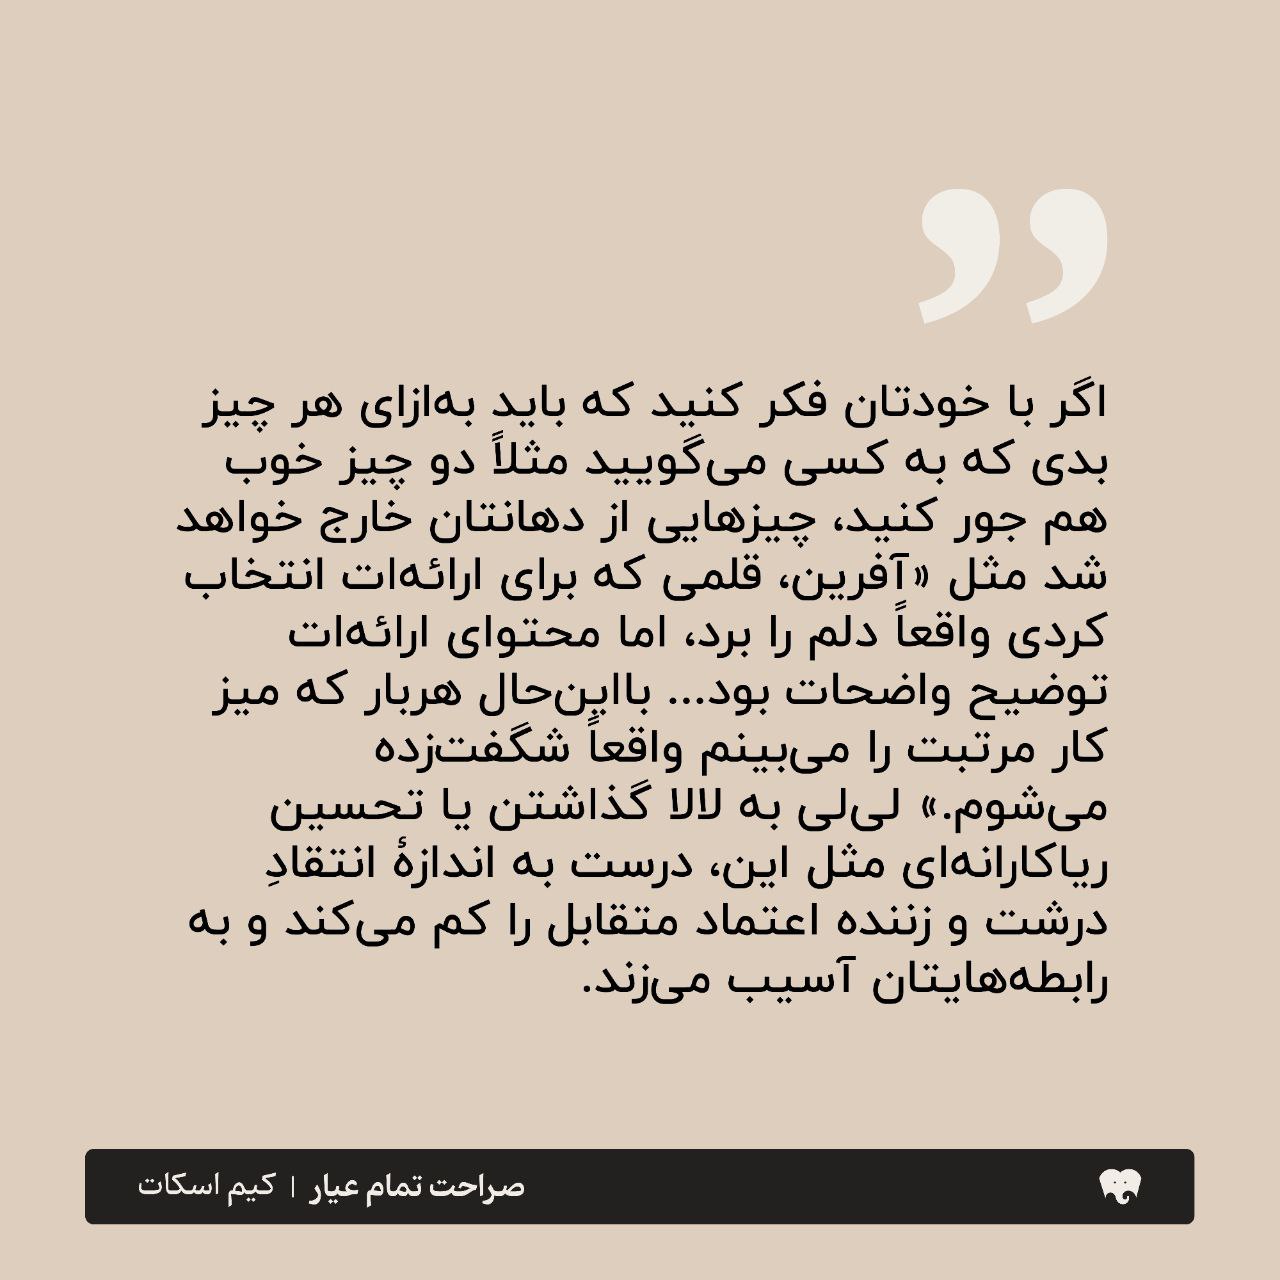 اگر با خودتان فکر کنید که باید به‌ازای هر چیز
بدی که به کسی می‌گویید مثلاً دو چیز خوب
هم جور کنید، چیزهایی از دهانتان خارج خواهد
شد مثل «آفرین، قلمی که برای ارائه‌ات انتخاب
کردی واقعاً دلم را برد، اما محتوای ارائه‌ات
توضیح واضحات بود... بااین‌حال هربار که میز
کار مرتبت را می‌بینم واقعاً شگفت‌زده
می‌شوم.» لی‌لی به لالا گذاشتن یا تحسین
ریاکارانه‌ای مثل این، درست به اندازهٔ انتقادِ
درشت و زننده اعتماد متقابل را کم می‌کند و به
رابطه‌هایتان آسیب می‌زند.
صراحت تمام عیار | کیم اسکات